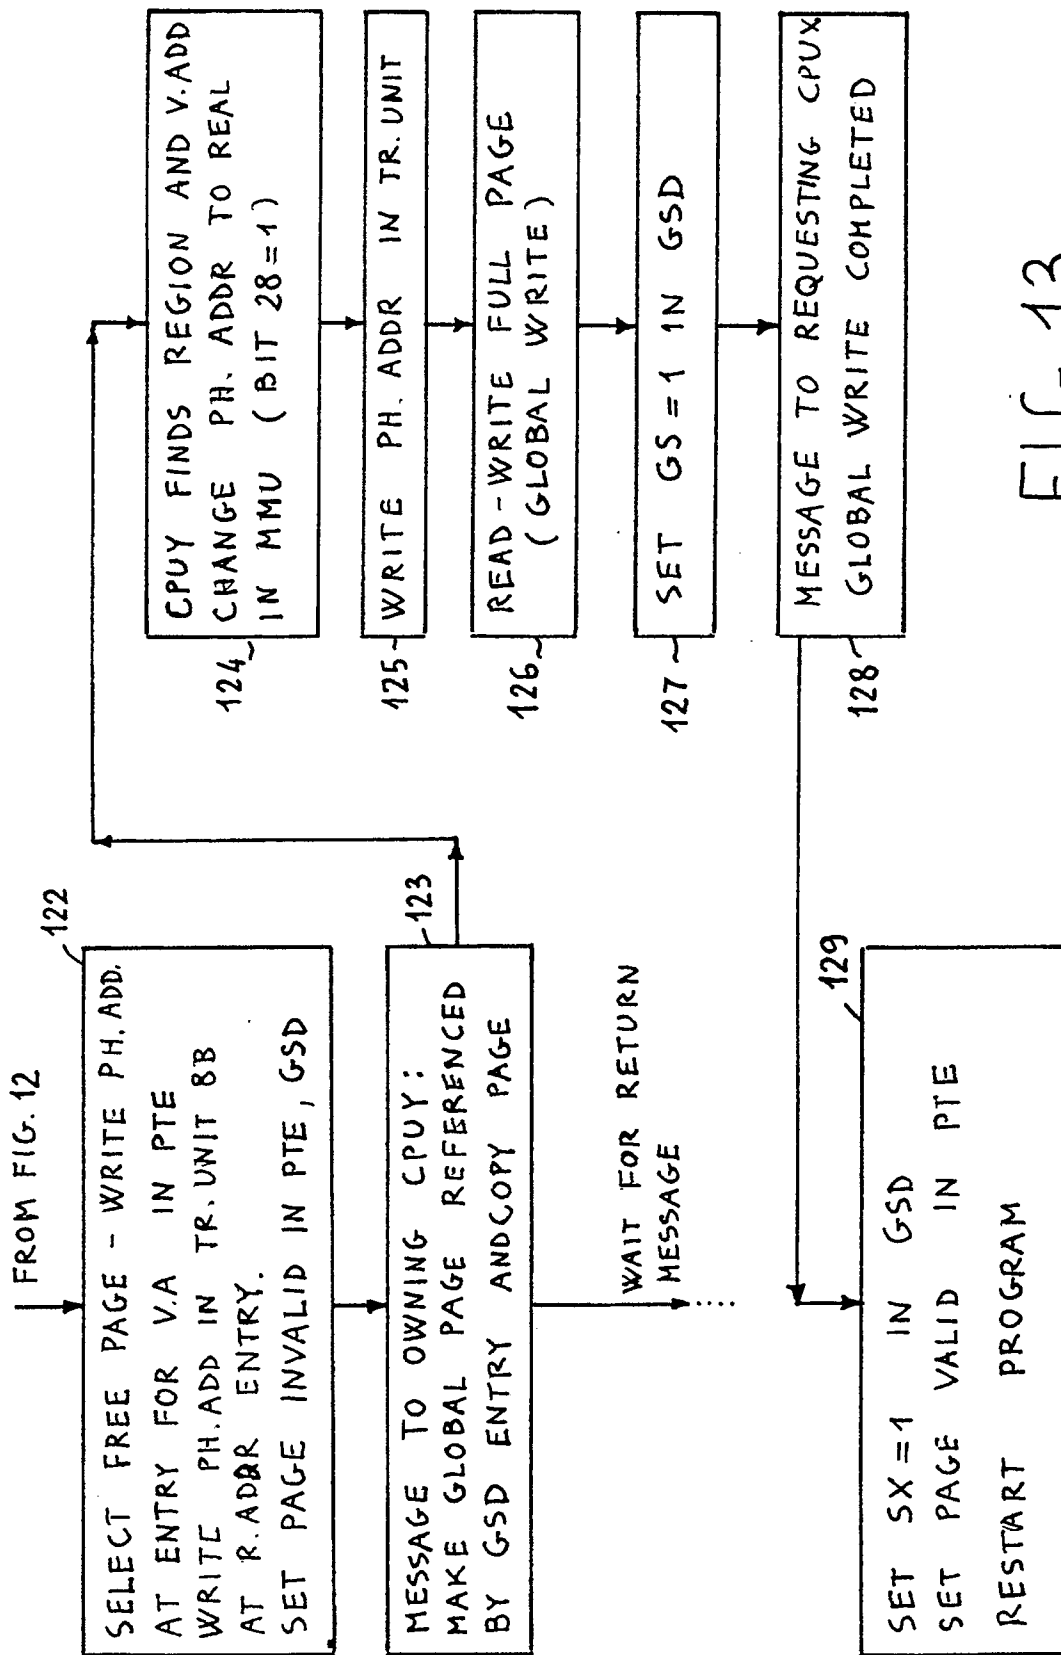 FROM FIG. 12
122
SELECT FREE PAGE - WRITE PH. ADD.
AT ENTRY FOR V.A IN PTE
WRITE PH.ADD IN TR. UNIT 8B
AT R.ADDR ENTRY.
SET PAGE INVALID IN PTE, GSD
123
MESSAGE TO OWNING CPUY:
MAKE GLOBAL PAGE REFERENCED
BY GSD ENTRY ANDCOPY PAGE
WAIT FOR RETURN
MESSAGE
124
CPUY FINDS REGION AND V.ADD
CHANGE PH. ADDR TO REAL
IN MMU (BIT 28=1)
125
WRITE PH. ADDR IN TR. UNIT
126
READ-WRITE FULL PAGE
(GLOBAL WRITE)
127
SET GS=1 IN GSD
128
MESSAGE TO REQUESTING CPUX
GLOBAL WRITE COMPLETED
129
SET SX=1 IN GSD
SET PAGE VALID IN PTE
RESTART PROGRAM
FIG. 13